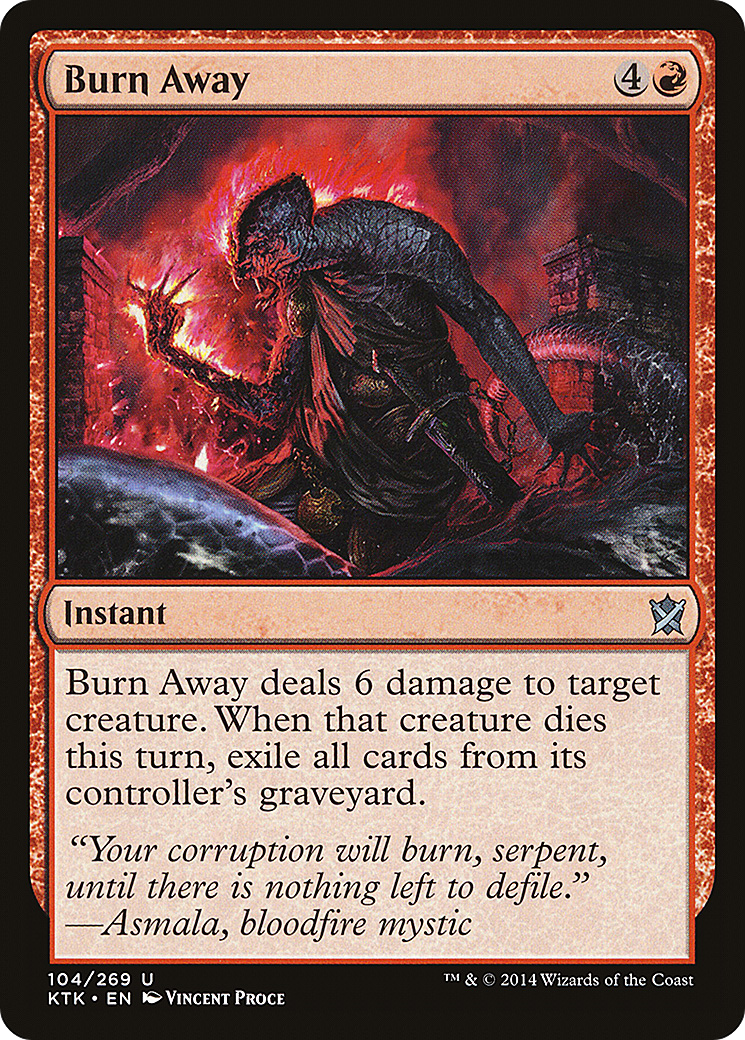 Burn Away 4
Instant
Burn Away deals 6 damage to target
creature. When that creature dies
this turn, exile all cards from its
controller's graveyard.
“Your corruption will burn, serpent,
until there is nothing left to defile.”
—Asmala, bloodfire mystic
104/269 U
™ & © 2014 Wizards of the Coast
KTK • EN Vincent Proce